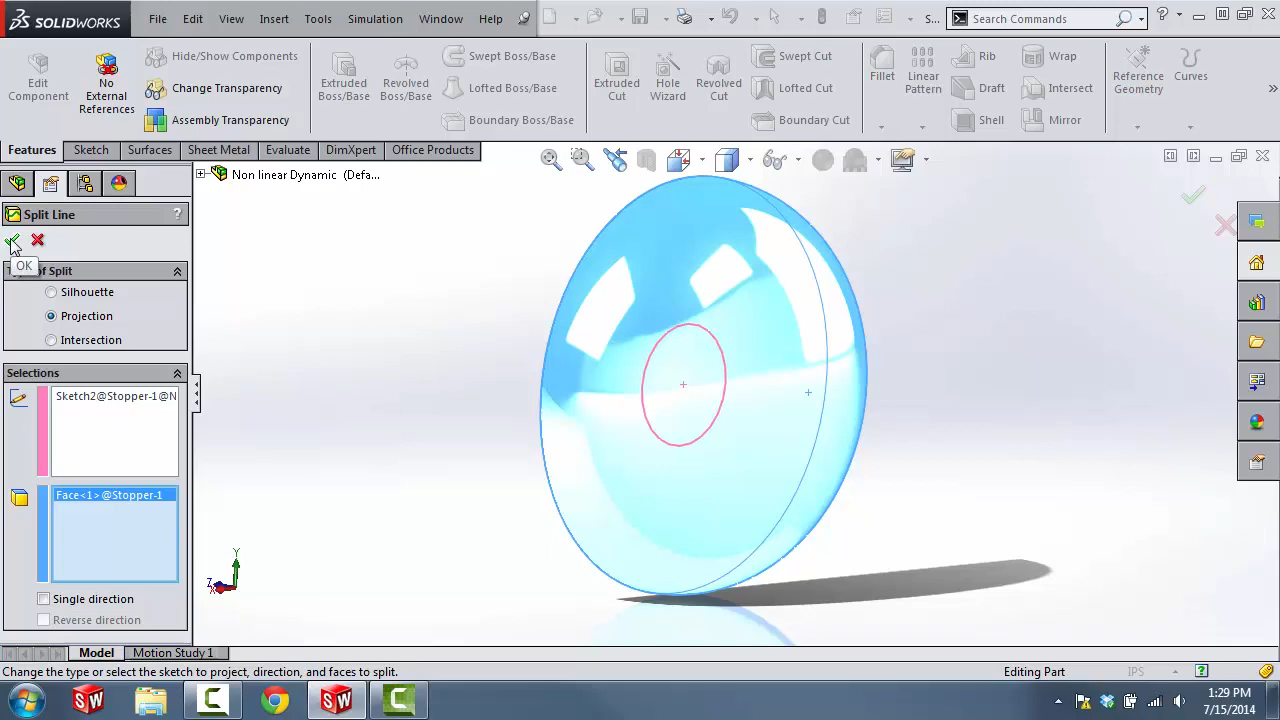 SOLIDWORKS File Edit View Insert Tools Simulation Window Help S... Search Commands
Edit Component
No External References
Hide/Show Components
Change Transparency
Assembly Transparency
Extruded Boss/Base
Revolved Boss/Base
Swept Boss/Base
Lofted Boss/Base
Boundary Boss/Base
Extruded Cut
Hole Wizard
Revolved Cut
Swept Cut
Lofted Cut
Boundary Cut
Fillet
Linear Pattern
Rib
Draft
Shell
Wrap
Intersect
Mirror
Reference Geometry
Curves
Features Sketch Surfaces Sheet Metal Evaluate DimXpert Office Products
Non linear Dynamic (Defa...
Split Line ?
OK
Type of Split
Silhouette
Projection
Intersection
Selections
Sketch2@Stopper-1@N
Face<1>@Stopper-1
Single direction
Reverse direction
Y
Z
X
Model Motion Study 1
Change the type or select the sketch to project, direction, and faces to split. Editing Part IPS ?
1:29 PM
7/15/2014